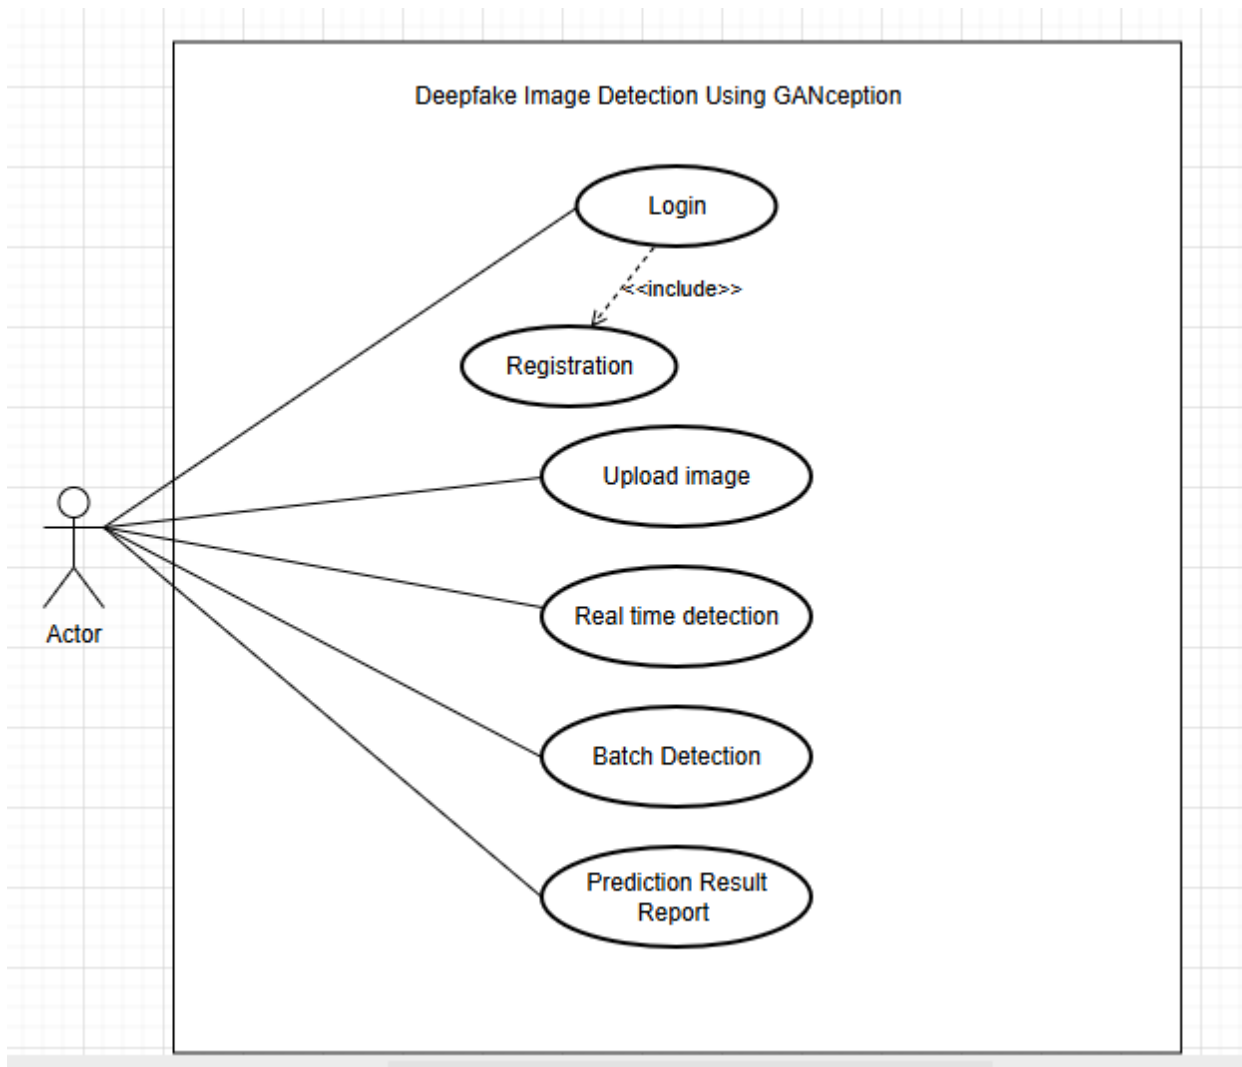 Deepfake Image Detection Using GANception
Login
<<include>>
Registration
Upload image
Real time detection
Actor
Batch Detection
Prediction Result
Report